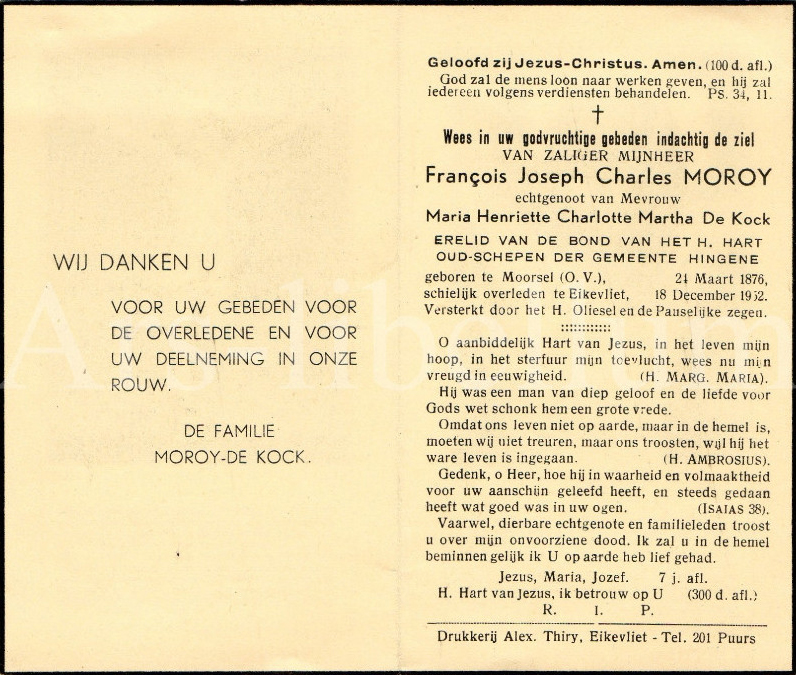 WIJ DANKEN U
VOOR UW GEBEDEN VOOR
DE OVERLEDENE EN VOOR
UW DEELNEMING IN ONZE
ROUW.
DE FAMILIE
MOROY-DE KOCK.
Geloofd zij Jezus-Christus. Amen. (100 d. afl.)
God zal de mens loon naar werken geven, en hij zal
iedereen volgens verdiensten behandelen. PS. 34, 11.
†
Wees in uw godvruchtige gebeden indachtig de ziel
VAN ZALIGER MIJNHEER
François Joseph Charles MOROY
echtgenoot van Mevrouw
Maria Henriette Charlotte Martha De Kock
ERELID VAN DE BOND VAN HET H. HART
OUD-SCHEPEN DER GEMEENTE HINGENE
geboren te Moorsel (O. V.), 24 Maart 1876,
schielijk overleden te Eikevliet, 18 December 1952.
Versterkt door het H. Oliesel en de Pauselijke zegen.
::::::::::::
O aanbiddelijk Hart van Jezus, in het leven mijn
hoop, in het sterfuur mijn toevlucht, wees nu mijn
vreugd in eeuwigheid. (H. MARG. MARIA).
Hij was een man van diep geloof en de liefde voor
Gods wet schonk hem een grote vrede.
Omdat ons leven niet op aarde, maar in de hemel is,
moeten wij niet treuren, maar ons troosten, wijl hij het
ware leven is ingegaan. (H. AMBROSIUS).
Gedenk, o Heer, hoe hij in waarheid en volmaaktheid
voor uw aanschijn geleefd heeft, en steeds gedaan
heeft wat goed was in uw ogen. (ISAIAS 38).
Vaarwel, dierbare echtgenote en familieleden troost
u over mijn onvoorziene dood. Ik zal u in de hemel
beminnen gelijk ik U op aarde heb lief gehad.
Jezus, Maria, Jozef. 7 j. afl.
H. Hart van Jezus, ik betrouw op U (300 d. afl.)
R. I. P.
Drukkerij Alex. Thiry, Eikevliet - Tel. 201 Puurs